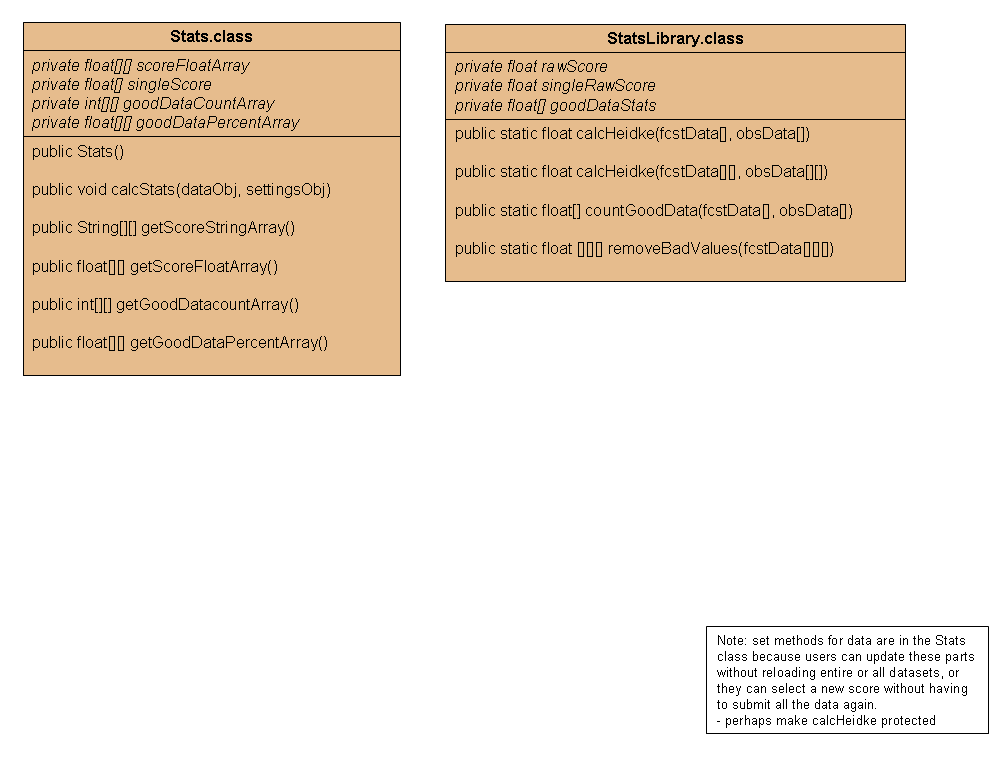 Stats.class
private float[][] scoreFloatArray
private float[] singleScore
private int[][] goodDataCountArray
private float[][] goodDataPercentArray
public Stats()
public void calcStats(dataObj, settingsObj)
public String[][] getScoreStringArray()
public float[][] getScoreFloatArray()
public int[][] getGoodDatacountArray()
public float[][] getGoodDataPercentArray()
StatsLibrary.class
private float rawScore
private float singleRawScore
private float[] goodDataStats
public static float calcHeidke(fcstData[], obsData[])
public static float calcHeidke(fcstData[][], obsData[][])
public static float[] countGoodData(fcstData[], obsData[])
public static float [][][] removeBadValues(fcstData[][][])
Note: set methods for data are in the Stats
class because users can update these parts
without reloading entire or all datasets, or
they can select a new score without having
to submit all the data again.
- perhaps make calcHeidke protected